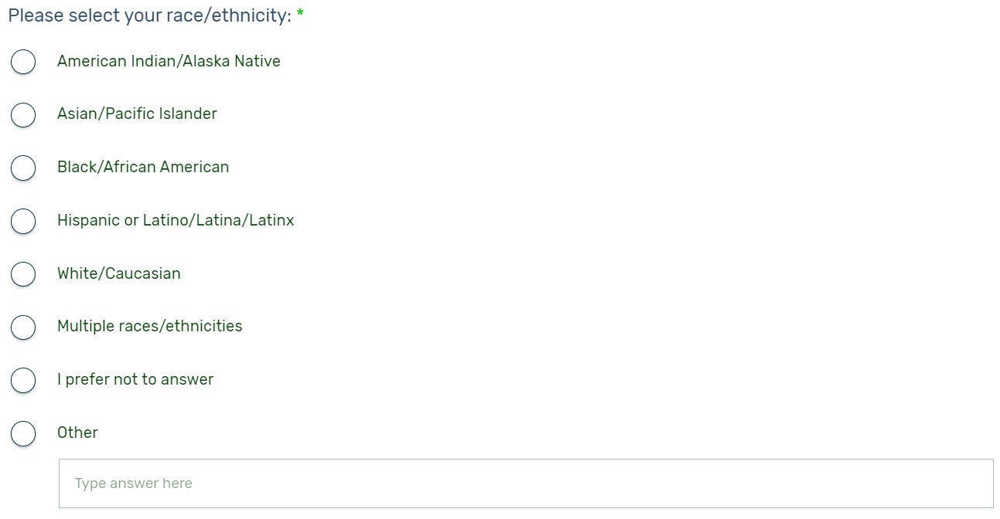 Please select your race/ethnicity: *
American Indian/Alaska Native
Asian/Pacific Islander
Black/African American
Hispanic or Latino/Latina/Latinx
White/Caucasian
Multiple races/ethnicities
I prefer not to answer
Other
Type answer here